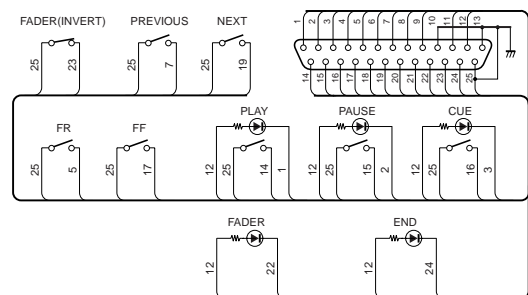 FADER(INVERT) PREVIOUS NEXT
1 2 3 4 5 6 7 8 9 10 11 12 13
25 23 25 7 25 19
14 15 16 17 18 19 20 21 22 23 24 25
FR FF PLAY PAUSE CUE
25 5 25 17 12 25 14 1 12 25 15 2 12 25 16 3
FADER END
12 22 12 24